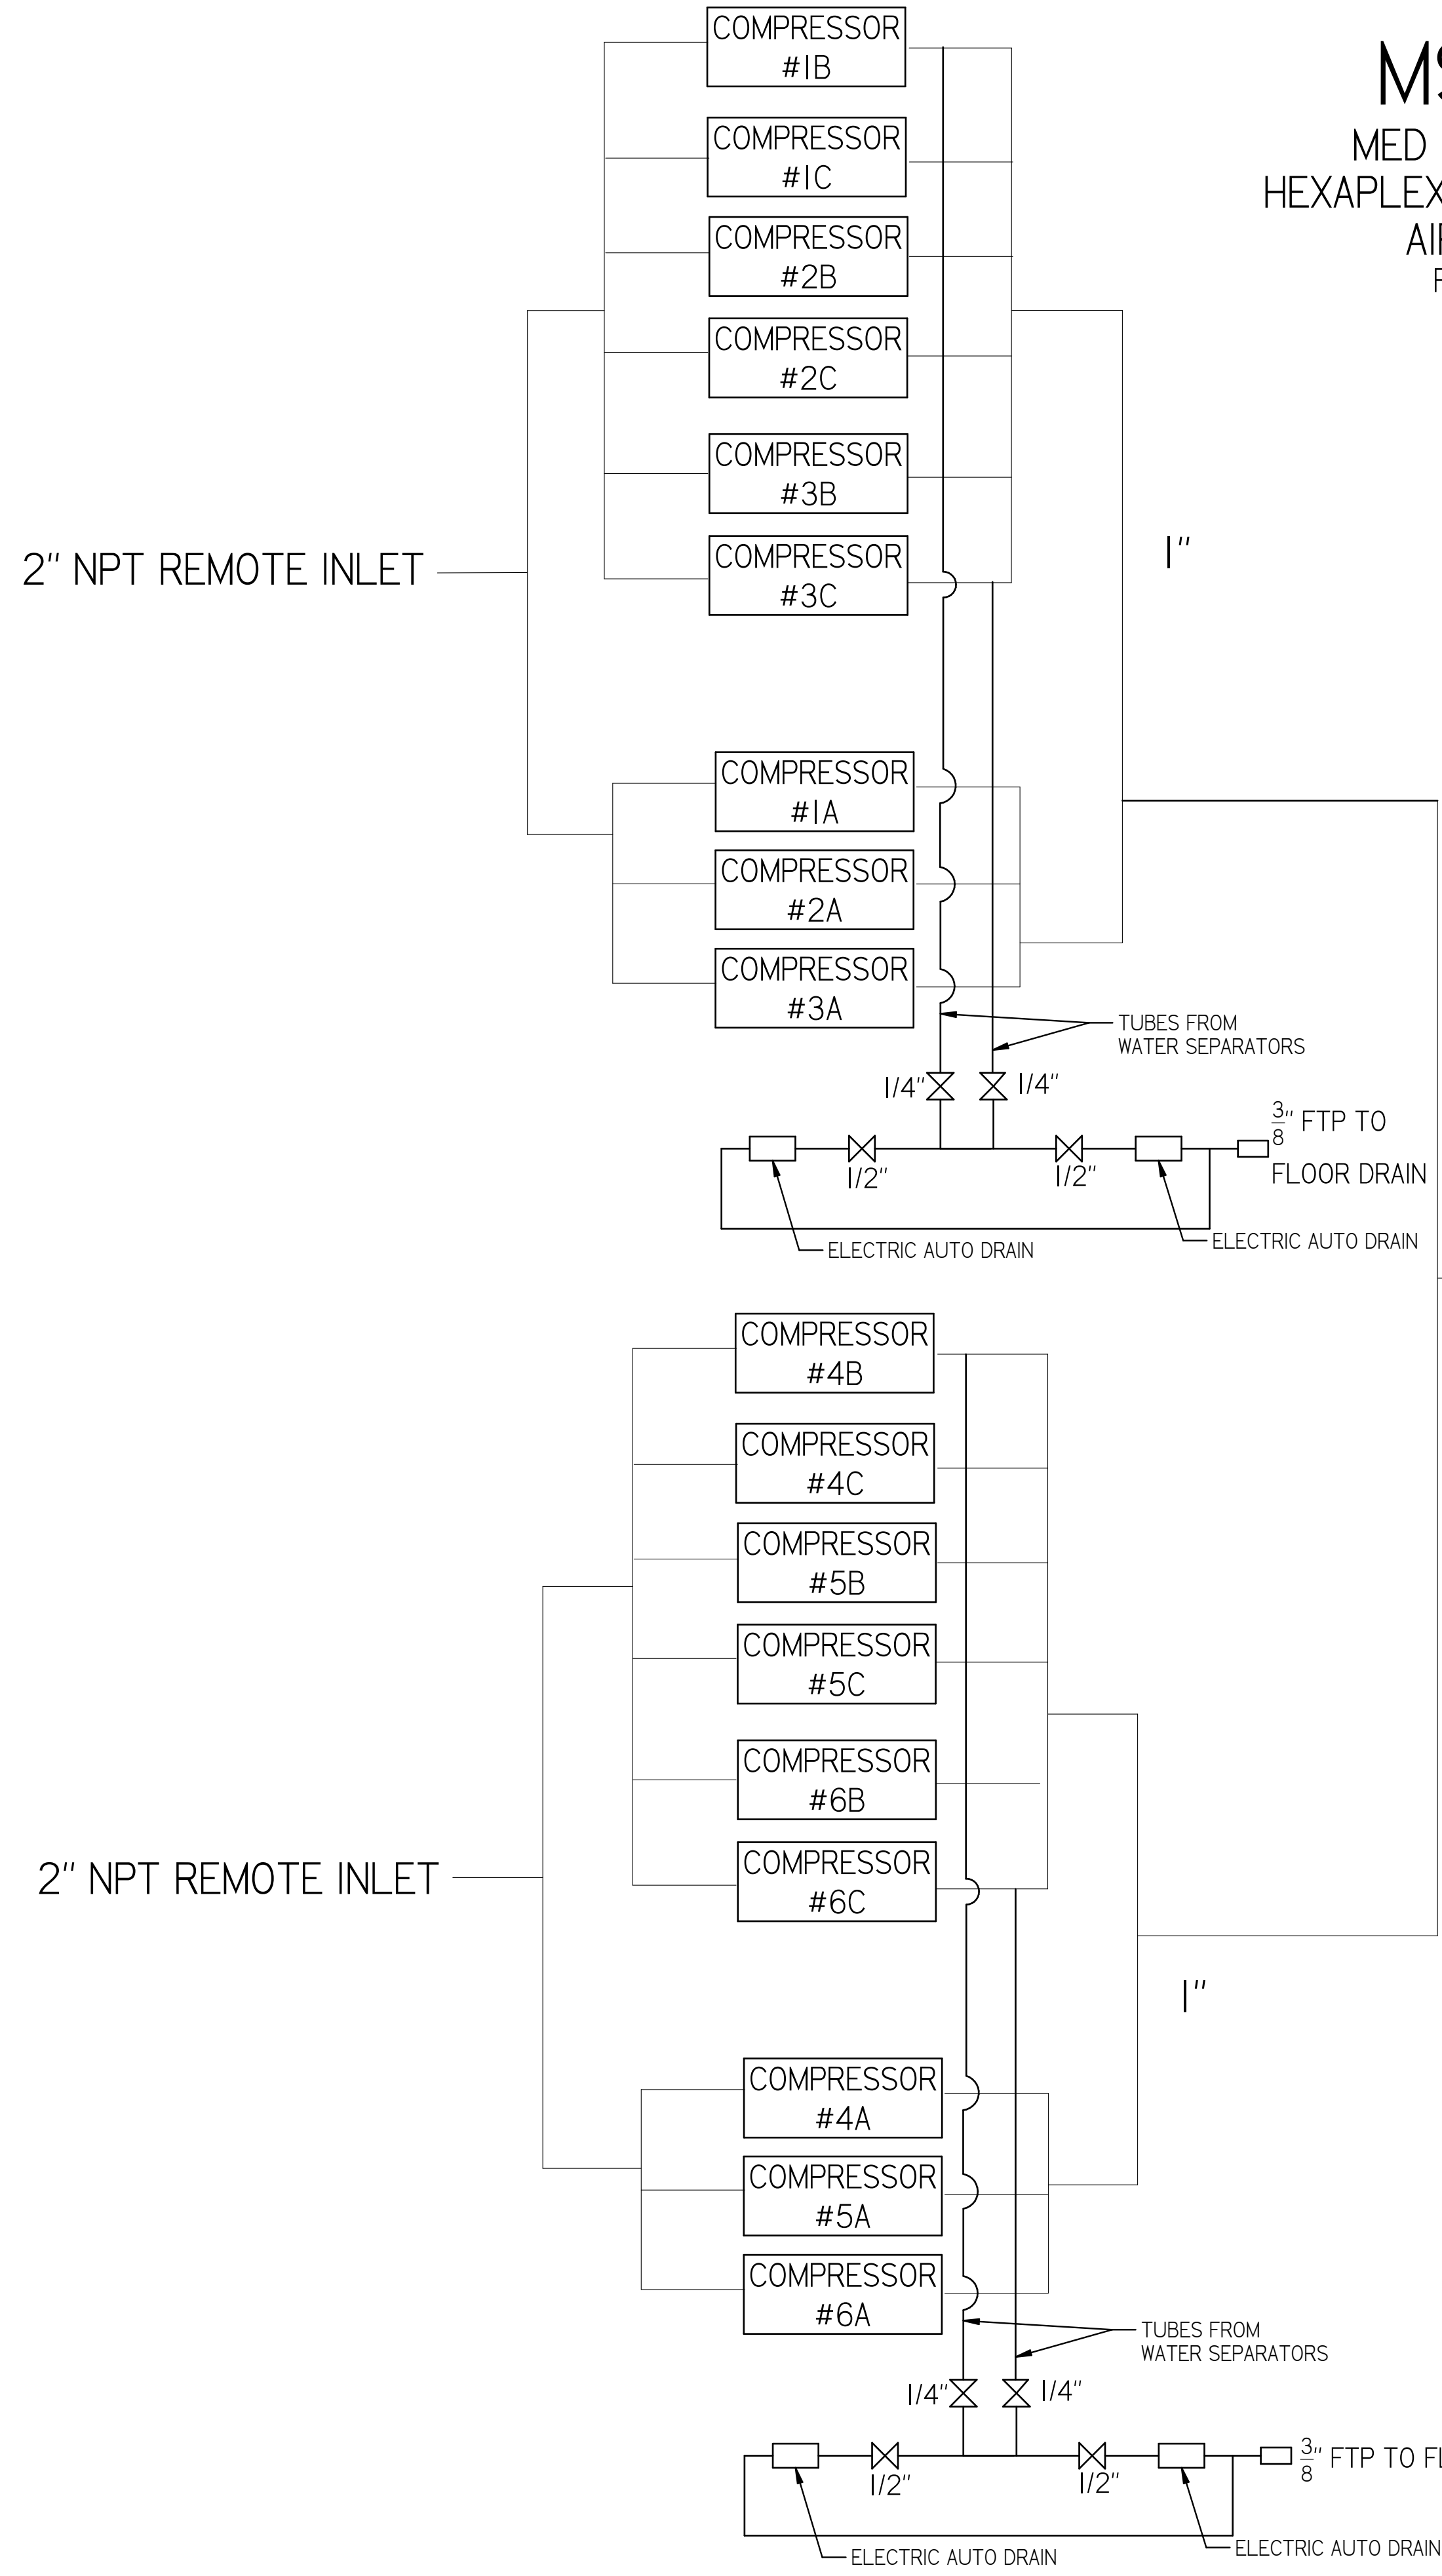 MED
HEXAPLEX
COMPRESSOR
#1B
COMPRESSOR
#1C
COMPRESSOR
#2B
COMPRESSOR
#2C
COMPRESSOR
#3B
COMPRESSOR
#3C
2" NPT REMOTE INLET
1"
COMPRESSOR
#1A
COMPRESSOR
#2A
COMPRESSOR
#3A
TUBES FROM
WATER SEPARATORS
1/4"
1/4"
3/8" FTP TO
FLOOR DRAIN
1/2"
1/2"
ELECTRIC AUTO DRAIN
ELECTRIC AUTO DRAIN
COMPRESSOR
#4B
COMPRESSOR
#4C
COMPRESSOR
#5B
COMPRESSOR
#5C
COMPRESSOR
#6B
COMPRESSOR
#6C
2" NPT REMOTE INLET
1"
COMPRESSOR
#4A
COMPRESSOR
#5A
COMPRESSOR
#6A
TUBES FROM
WATER SEPARATORS
1/4"
1/4"
3/8" FTP TO
1/2"
1/2"
ELECTRIC AUTO DRAIN
ELECTRIC AUTO DRAIN